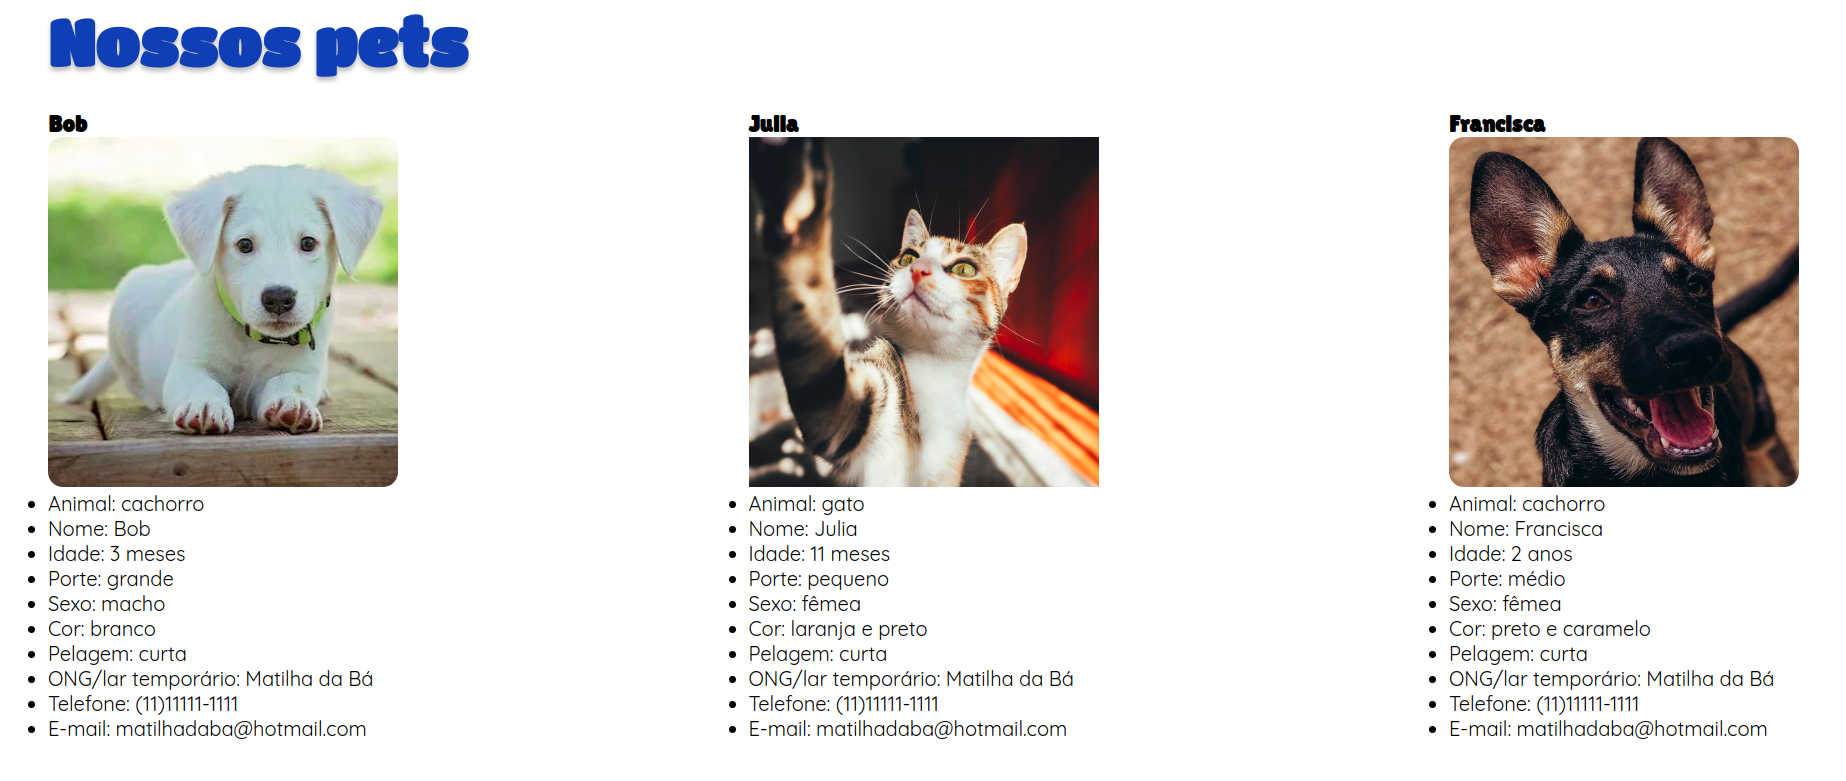 Nossos pets
Bob
Julia
Francisca
Animal: cachorro
Nome: Bob
Idade: 3 meses
Porte: grande
Sexo: macho
Cor: branco
Pelagem: curta
ONG/lar temporário: Matilha da Bá
Telefone: (11)11111-1111
E-mail: matilhadaba@hotmail.com
Animal: gato
Nome: Julia
Idade: 11 meses
Porte: pequeno
Sexo: fêmea
Cor: laranja e preto
Pelagem: curta
ONG/lar temporário: Matilha da Bá
Telefone: (11)11111-1111
E-mail: matilhadaba@hotmail.com
Animal: cachorro
Nome: Francisca
Idade: 2 anos
Porte: médio
Sexo: fêmea
Cor: preto e caramelo
Pelagem: curta
ONG/lar temporário: Matilha da Bá
Telefone: (11)11111-1111
E-mail: matilhadaba@hotmail.com